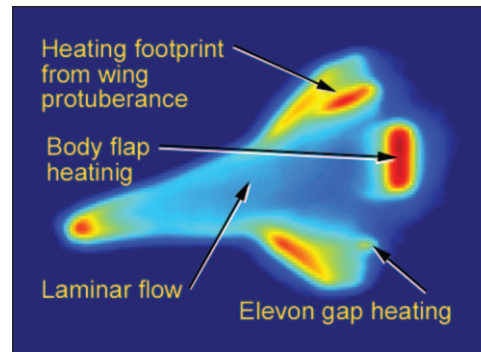 Heating footprint
from wing
protuberance
Body flap
heatinig
Laminar flow
Elevon gap heating